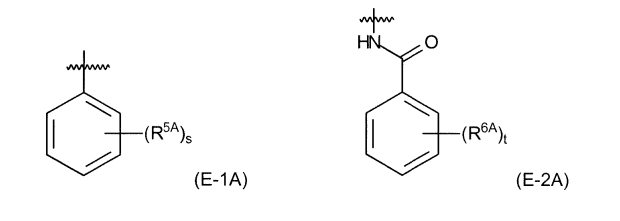 HN
O
(R5A)s
(R6A)t
(E-1A)
(E-2A)